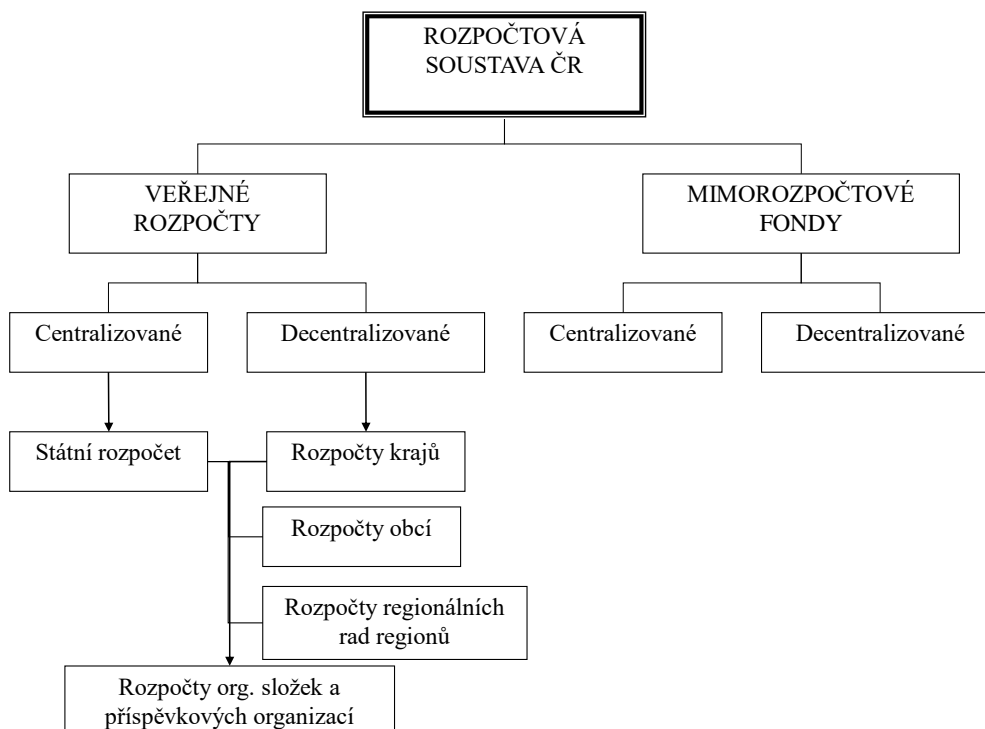 ROZPOČTOVÁ
SOUSTAVA ČR
VEŘEJNÉ
ROZPOČTY
MIMOROZPOČTOVÉ
FONDY
Centralizované
Decentralizované
Centralizované
Decentralizované
Státní rozpočet
Rozpočty krajů
Rozpočty obcí
Rozpočty regionálních
rad regionů
Rozpočty org. složek a
příspěvkových organizací